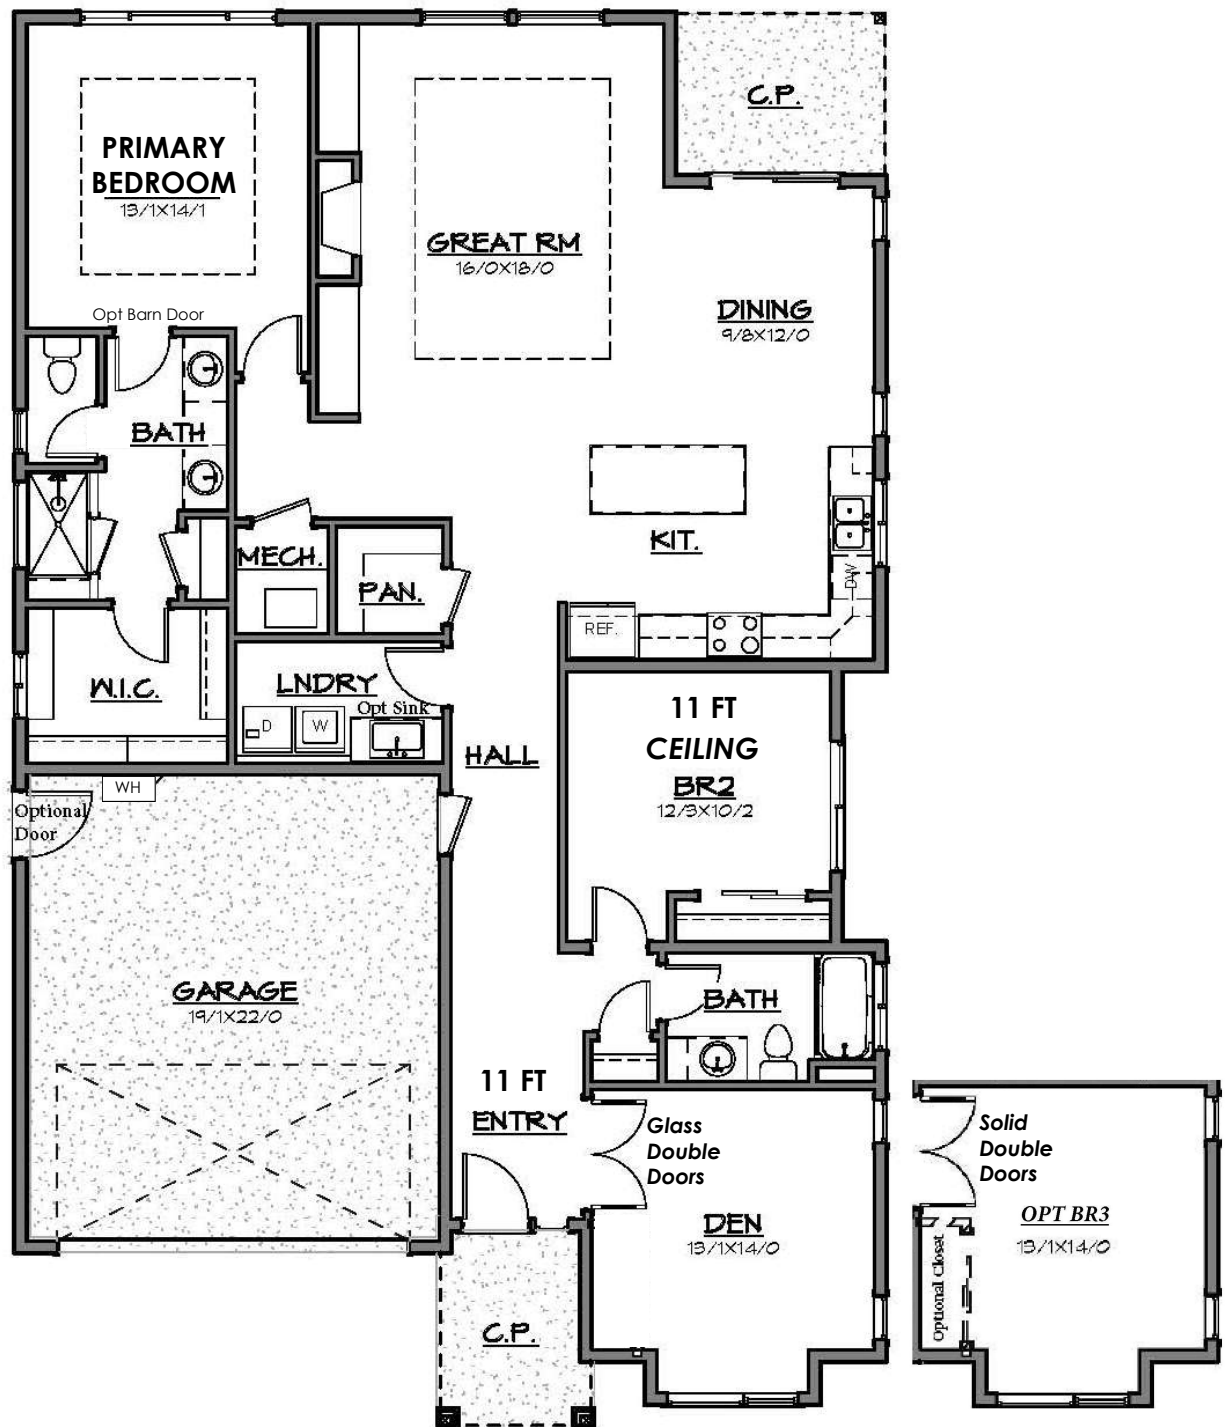 C.P.
PRIMARY
BEDROOM
13/1X14/1
GREAT RM
16/0X18/0
Opt Barn Door
DINING
9/8X12/0
BATH
KIT.
MECH.
PAN.
DW
REF.
W.I.C.
LNDRY
Opt Sink
D
W
11 FT
CEILING
BR2
12/3X10/2
HALL
WH
Optional
Door
GARAGE
19/1X22/0
BATH
11 FT
ENTRY
Glass
Double
Doors
DEN
13/1X14/0
C.P.
Solid
Double
Doors
OPT BR3
13/1X14/0
Optional Closet